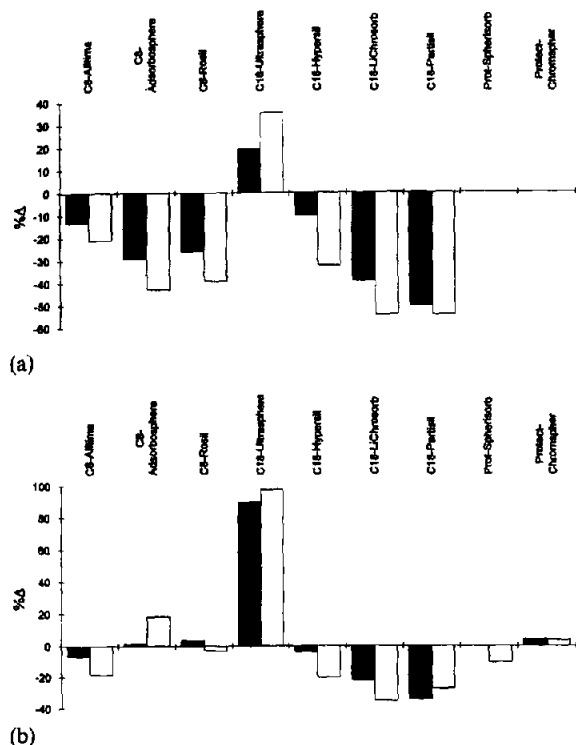 C8-Alltima
C8-
Adsorbosphere
C8-Rosil
C18-Ultrasphere
C18-Hypersil
C18-LiChrosorb
C18-Partisil
Prot-Spherisorb
Protect-
Chromspher
40
30
20
10
0
-10
-20
-30
-40
-50
-60
%Δ
(a)
C8-Alltima
C8-
Adsorbosphere
C8-Rosil
C18-Ultrasphere
C18-Hypersil
C18-LiChrosorb
C18-Partisil
Prot-Spherisorb
Protect-
Chromspher
100
80
60
40
20
0
-20
-40
%Δ
(b)